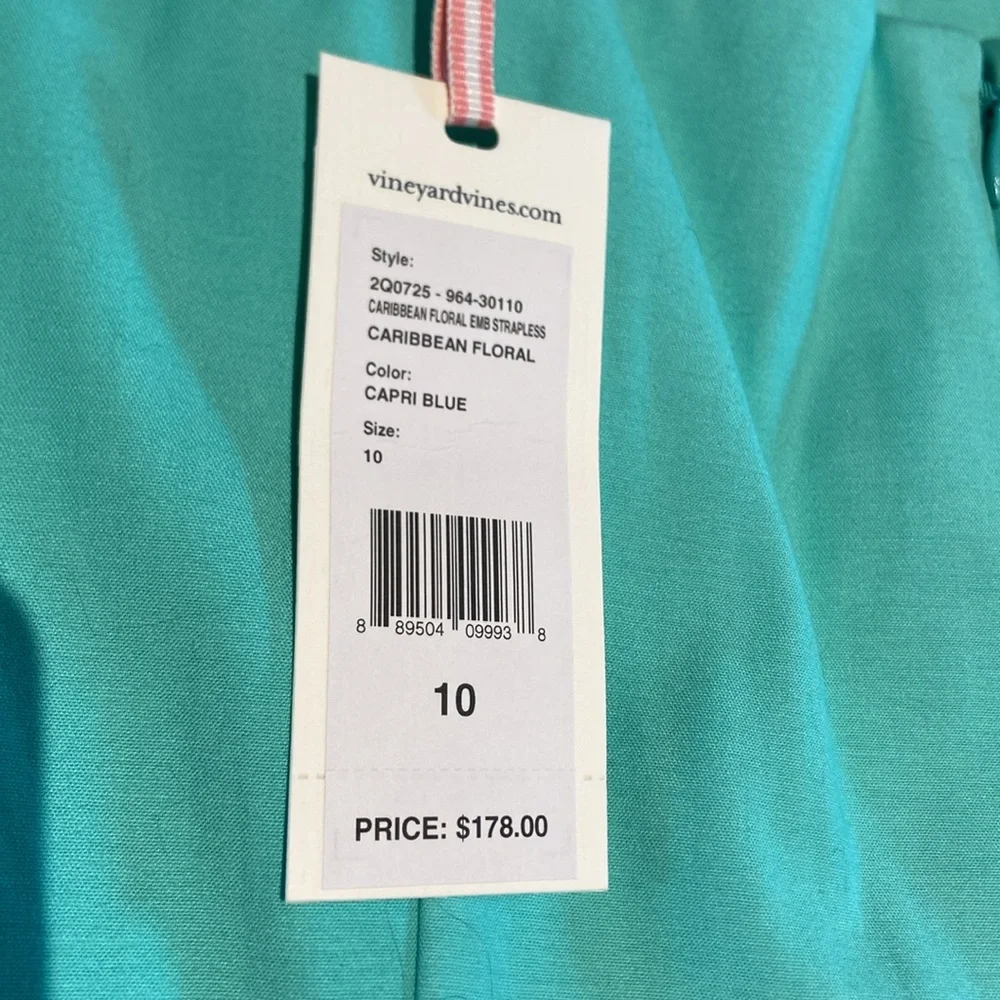 vineyardvines.com
Style:
2Q0725 - 964-30110
CARIBBEAN FLORAL EMB STRAPLESS
CARIBBEAN FLORAL
Color:
CAPRI BLUE
Size:
10
8 89504 09993 8
10
PRICE: $178.00